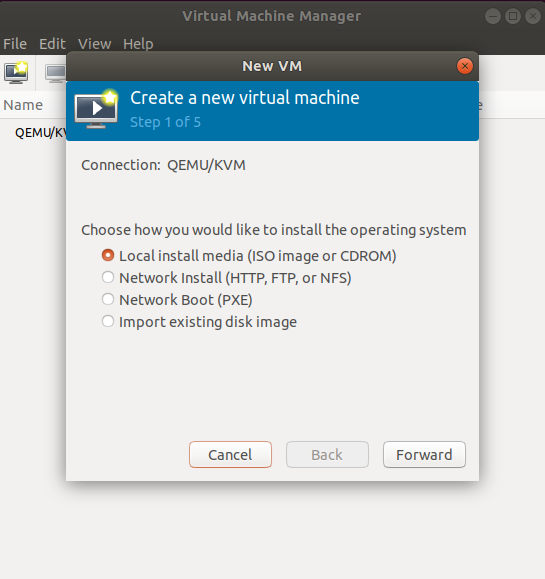 Virtual Machine Manager
File Edit View Help
New VM
Name
Create a new virtual machine
Step 1 of 5
QEMU/KV
Connection: QEMU/KVM
Choose how you would like to install the operating system
Local install media (ISO image or CDROM)
Network Install (HTTP, FTP, or NFS)
Network Boot (PXE)
Import existing disk image
Cancel Back Forward